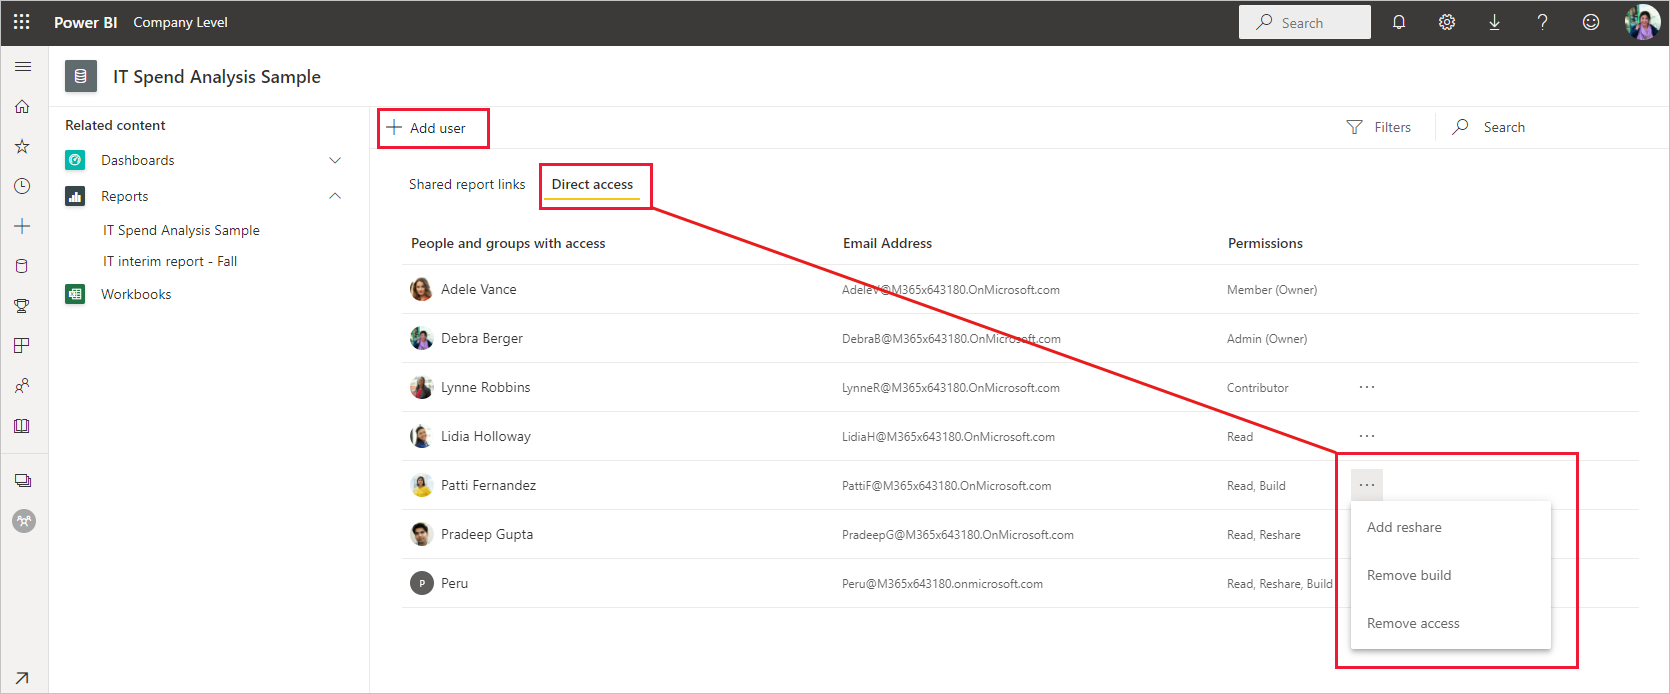 Power BI Company Level Search
IT Spend Analysis Sample
Related content
Dashboards
Reports
IT Spend Analysis Sample
IT interim report - Fall
Workbooks
Add user Filters Search
Shared report links Direct access
People and groups with access Email Address Permissions
Adele Vance AdeleV@M365x643180.OnMicrosoft.com Member (Owner)
Debra Berger DebraB@M365x643180.OnMicrosoft.com Admin (Owner)
Lynne Robbins LynneR@M365x643180.OnMicrosoft.com Contributor
Lidia Holloway LidiaH@M365x643180.OnMicrosoft.com Read
Patti Fernandez PattiF@M365x643180.OnMicrosoft.com Read, Build
Pradeep Gupta PradeepG@M365x643180.OnMicrosoft.com Read, Reshare
P Peru Peru@M365x643180.onmicrosoft.com Read, Reshare, Build
Add reshare
Remove build
Remove access